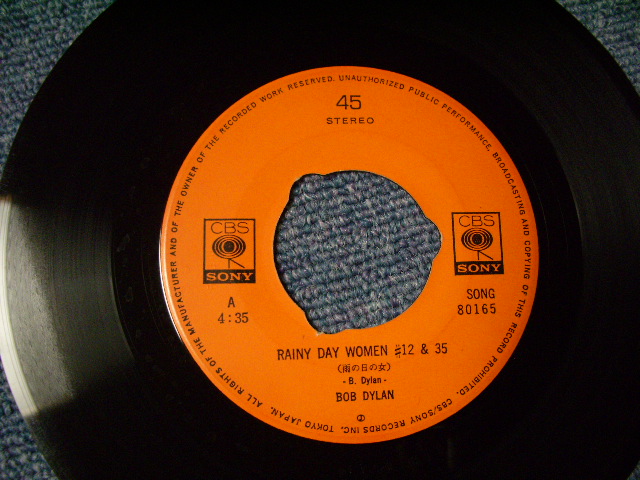 ALL RIGHTS OF THE MANUFACTURER AND OF THE OWNER OF THE RECORDED WORK RESERVED. UNAUTHORIZED PUBLIC PERFORMANCE, BROADCASTING AND COPYING OF THIS RECORD PROHIBITED. CBS/SONY RECORDS INC. TOKYO JAPAN.
45
STEREO
CBS
SONY
CBS
SONY
A
4:35
SONG
80165
RAINY DAY WOMEN #12 & 35
(雨の日の女)
- B. Dylan -
BOB DYLAN